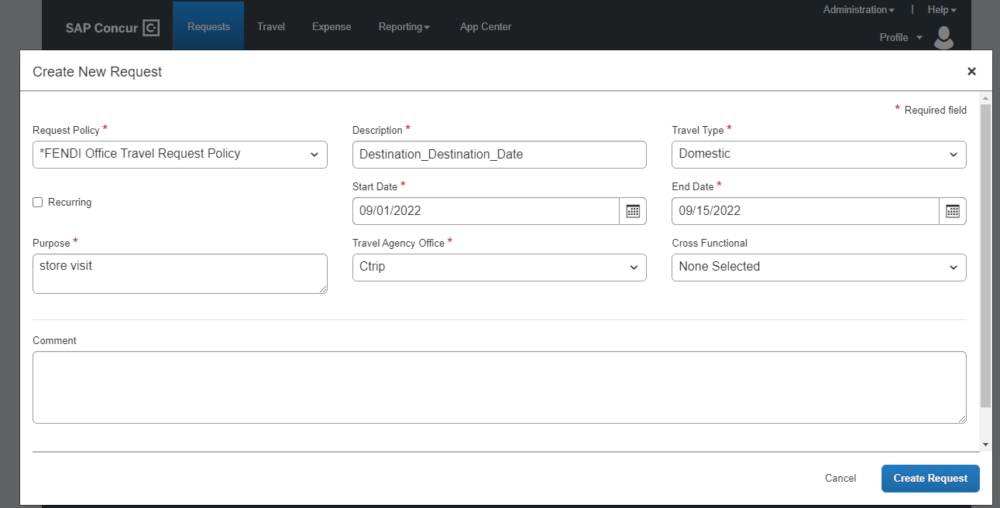 Administration | Help
SAP Concur C Requests Travel Expense Reporting App Center
Profile
Create New Request ×
* Required field
Request Policy * Description * Travel Type *
*FENDI Office Travel Request Policy Destination_Destination_Date Domestic
Start Date * End Date *
Recurring 09/01/2022 09/15/2022
Purpose * Travel Agency Office * Cross Functional
store visit Ctrip None Selected
Comment
Cancel Create Request